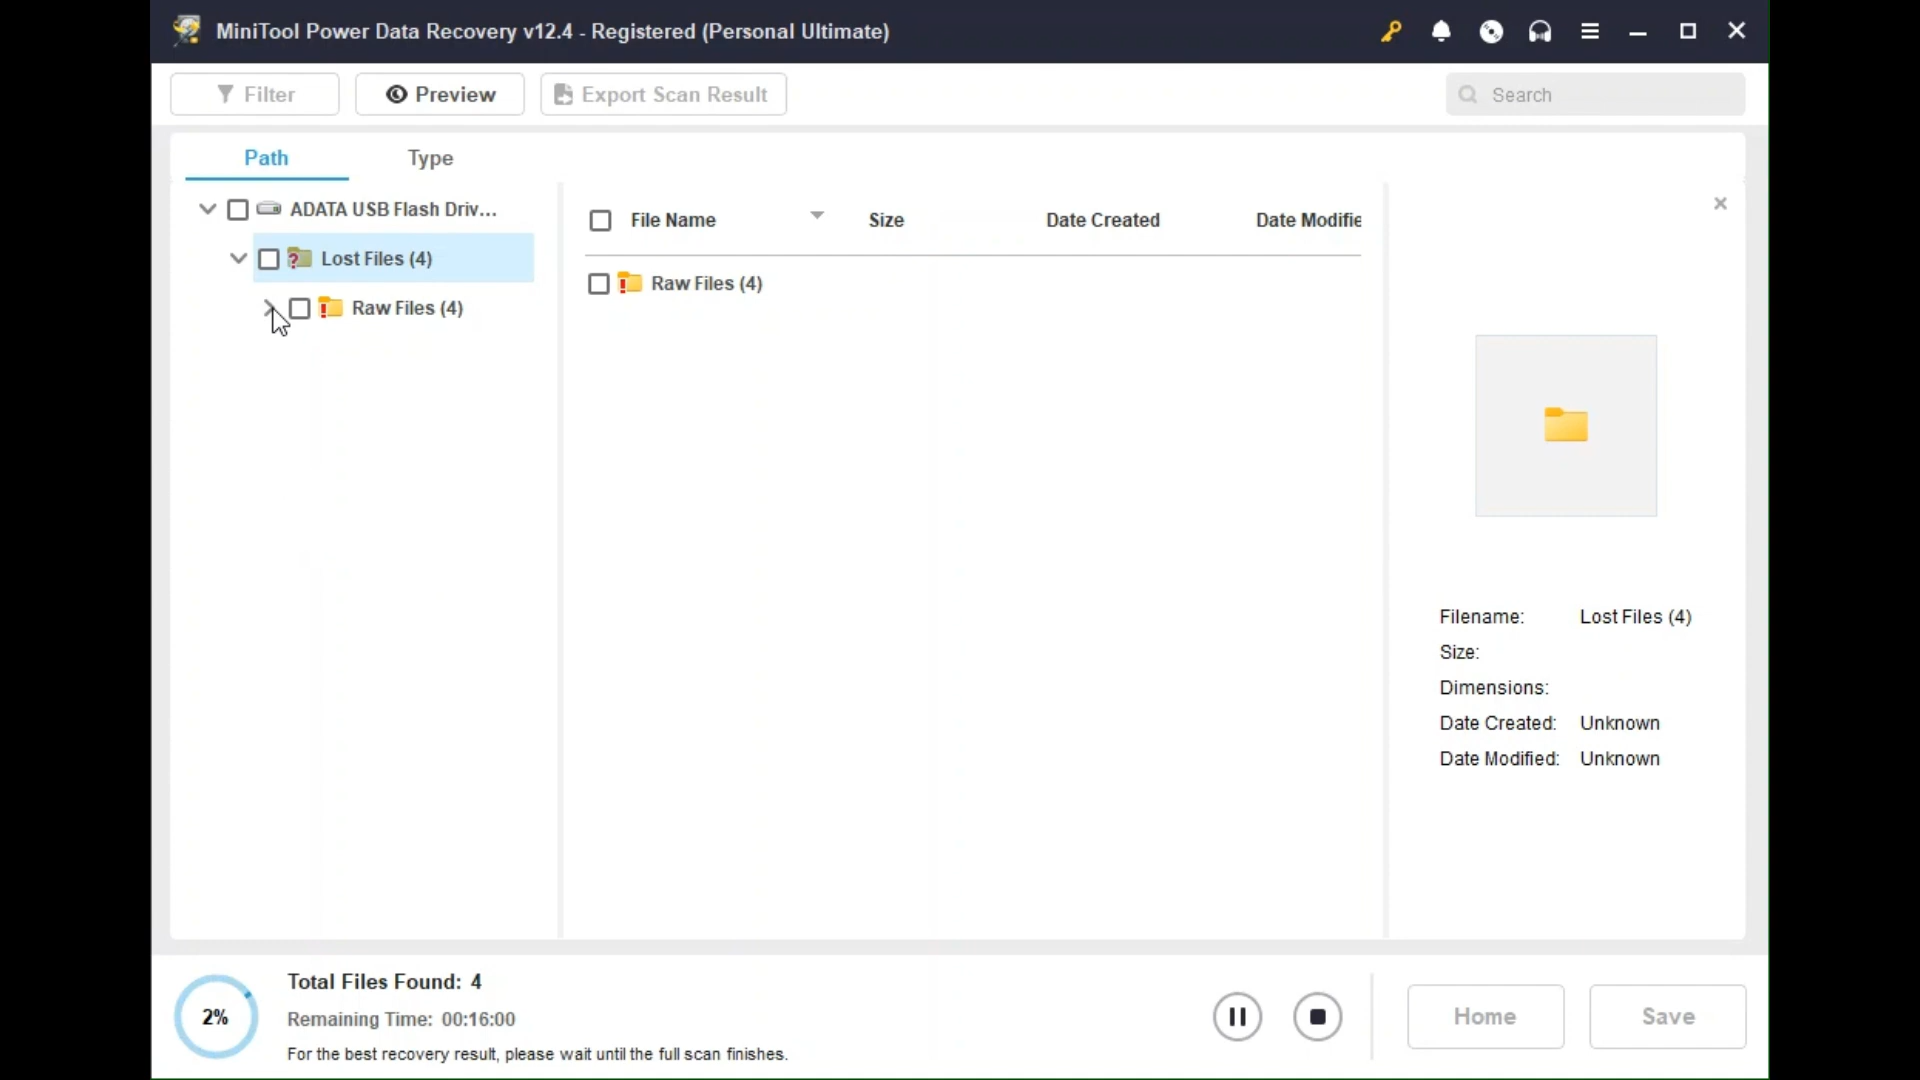 MiniTool Power Data Recovery v12.4 - Registered (Personal Ultimate)
Filter
Preview
Export Scan Result
Search
Path
Type
ADATA USB Flash Driv...
Lost Files (4)
Raw Files (4)
File Name
Size
Date Created
Date Modifie
Raw Files (4)
Filename: Lost Files (4)
Size:
Dimensions:
Date Created: Unknown
Date Modified: Unknown
2%
Total Files Found: 4
Remaining Time: 00:16:00
For the best recovery result, please wait until the full scan finishes.
Home
Save